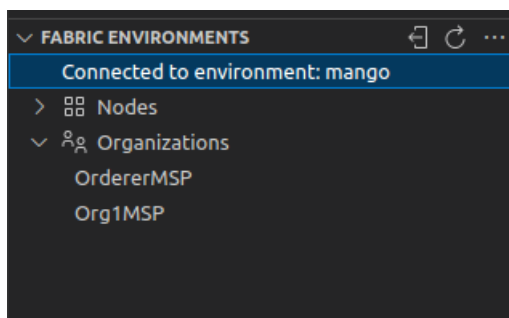 FABRIC ENVIRONMENTS
Connected to environment: mango
Nodes
Organizations
OrdererMSP
Org1MSP